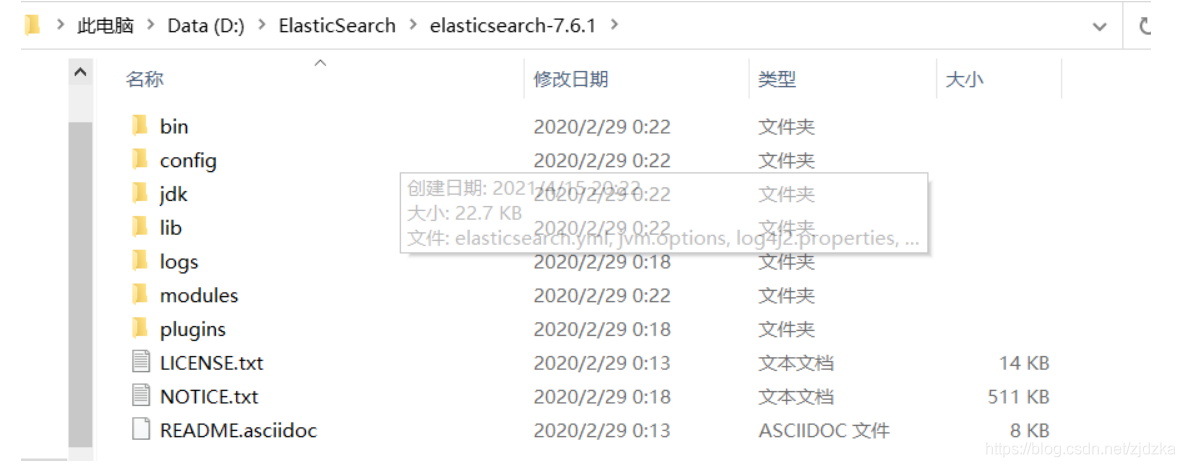 此电脑 > Data (D:) > ElasticSearch > elasticsearch-7.6.1 >
名称 修改日期 类型 大小
bin 2020/2/29 0:22 文件夹
config 2020/2/29 0:22 文件夹
创建日期: 2021/4/15 20:22
jdk 2020/2/29 0:22 文件夹
大小: 22.7 KB
lib 2020/2/29 0:22 文件夹
文件: elasticsearch.yml, jvm.options, log4j2.properties, ...
logs 2020/2/29 0:18 文件夹
modules 2020/2/29 0:22 文件夹
plugins 2020/2/29 0:18 文件夹
LICENSE.txt 2020/2/29 0:13 文本文档 14 KB
NOTICE.txt 2020/2/29 0:18 文本文档 511 KB
README.asciidoc 2020/2/29 0:13 ASCIIDOC 文件 8 KB
https://blog.csdn.net/zjdzka